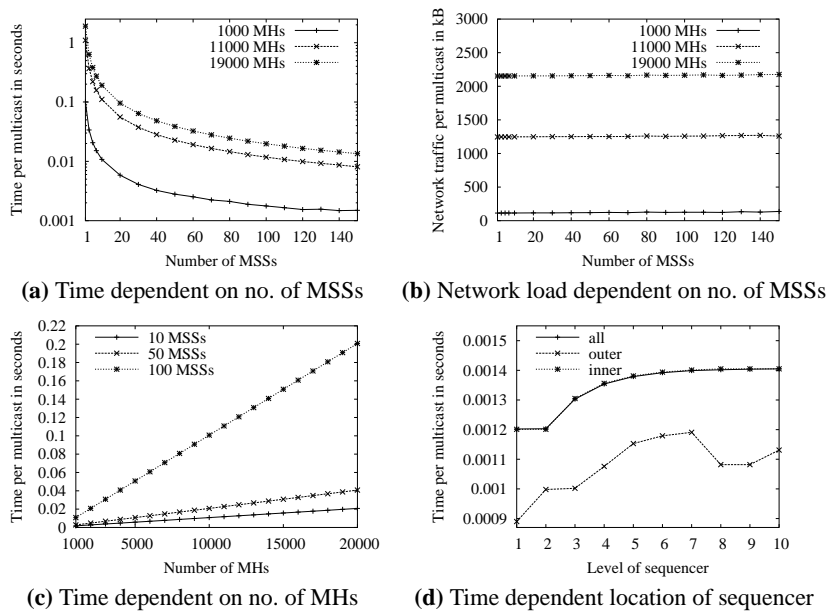 1000 MHs
11000 MHs
19000 MHs
1
0.1
0.01
0.001
Time per multicast in seconds
1 20 40 60 80 100 120 140
Number of MSSs
(a) Time dependent on no. of MSSs
1000 MHs
11000 MHs
19000 MHs
3000
2500
2000
1500
1000
500
0
Network traffic per multicast in kB
1 20 40 60 80 100 120 140
Number of MSSs
(b) Network load dependent on no. of MSSs
10 MSSs
50 MSSs
100 MSSs
0.22
0.2
0.18
0.16
0.14
0.12
0.1
0.08
0.06
0.04
0.02
0
Time per multicast in seconds
1000 5000 10000 15000 20000
Number of MHs
(c) Time dependent on no. of MHs
all
outer
inner
0.0015
0.0014
0.0013
0.0012
0.0011
0.001
0.0009
Time per multicast in seconds
1 2 3 4 5 6 7 8 9 10
Level of sequencer
(d) Time dependent location of sequencer